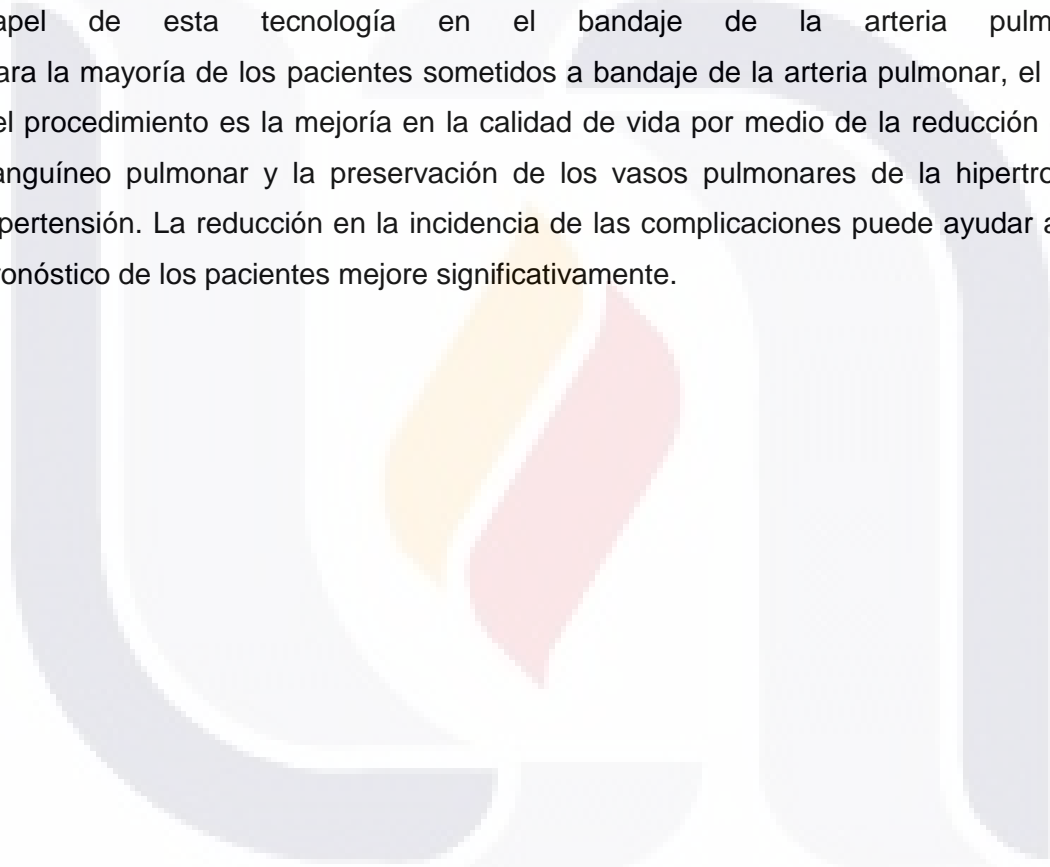 apel de esta tecnología en el bandaje de la arteria pulm
ara la mayoría de los pacientes sometidos a bandaje de la arteria pulmonar, el
el procedimiento es la mejoría en la calidad de vida por medio de la reducción
anguíneo pulmonar y la preservación de los vasos pulmonares de la hipertro
pertensión. La reducción en la incidencia de las complicaciones puede ayudar a
ronóstico de los pacientes mejore significativamente.